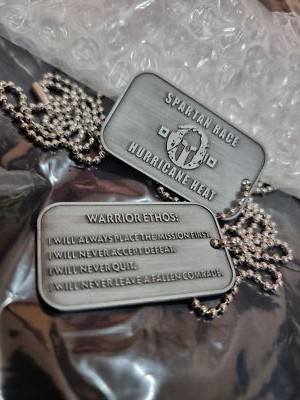 SPARTAN RACE
HURRICANE HEAT
WARRIOR ETHOS:
I WILL ALWAYS PLACE THE MISSION FIRST.
I WILL NEVER ACCEPT DEFEAT.
I WILL NEVER QUIT.
I WILL NEVER LEAVE A FALLEN COMRADE.